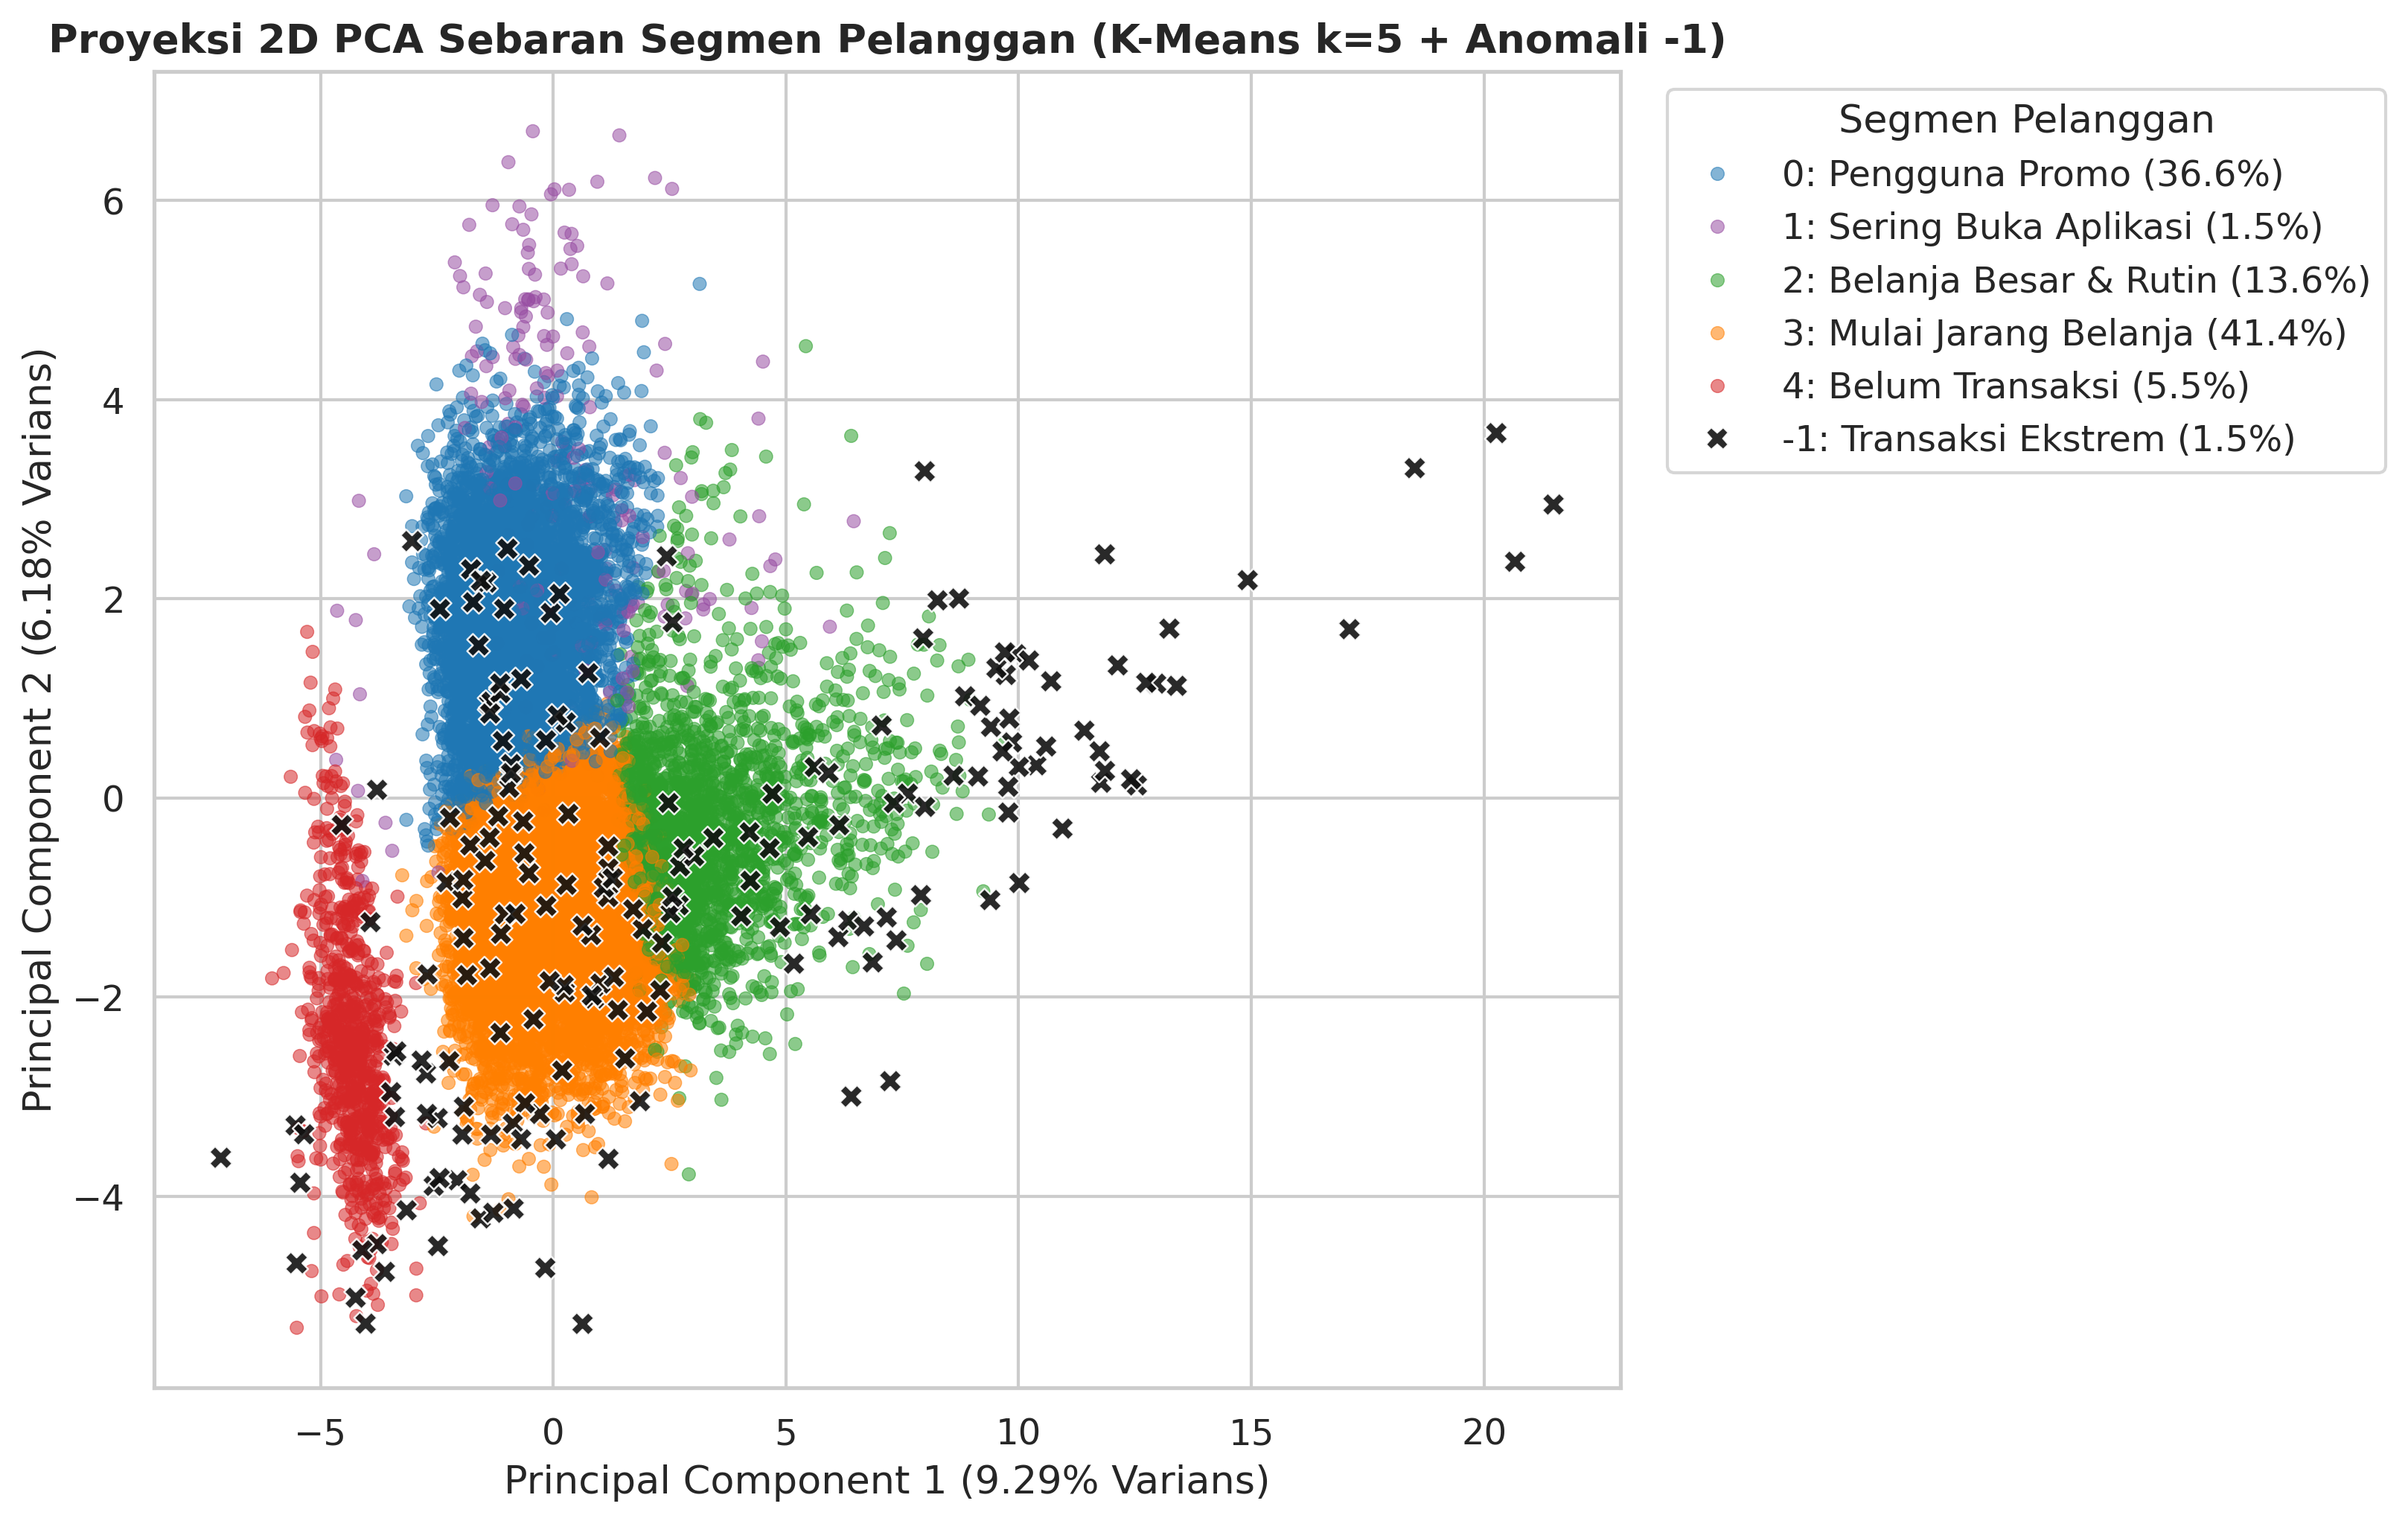 Proyeksi 2D PCA Sebaran Segmen Pelanggan (K-Means k=5 + Anomali -1)
Segmen Pelanggan
0: Pengguna Promo (36.6%)
1: Sering Buka Aplikasi (1.5%)
2: Belanja Besar & Rutin (13.6%)
3: Mulai Jarang Belanja (41.4%)
4: Belum Transaksi (5.5%)
-1: Transaksi Ekstrem (1.5%)
Principal Component 2 (6.18% Varians)
6
4
2
0
−2
−4
−5
0
5
10
15
20
Principal Component 1 (9.29% Varians)